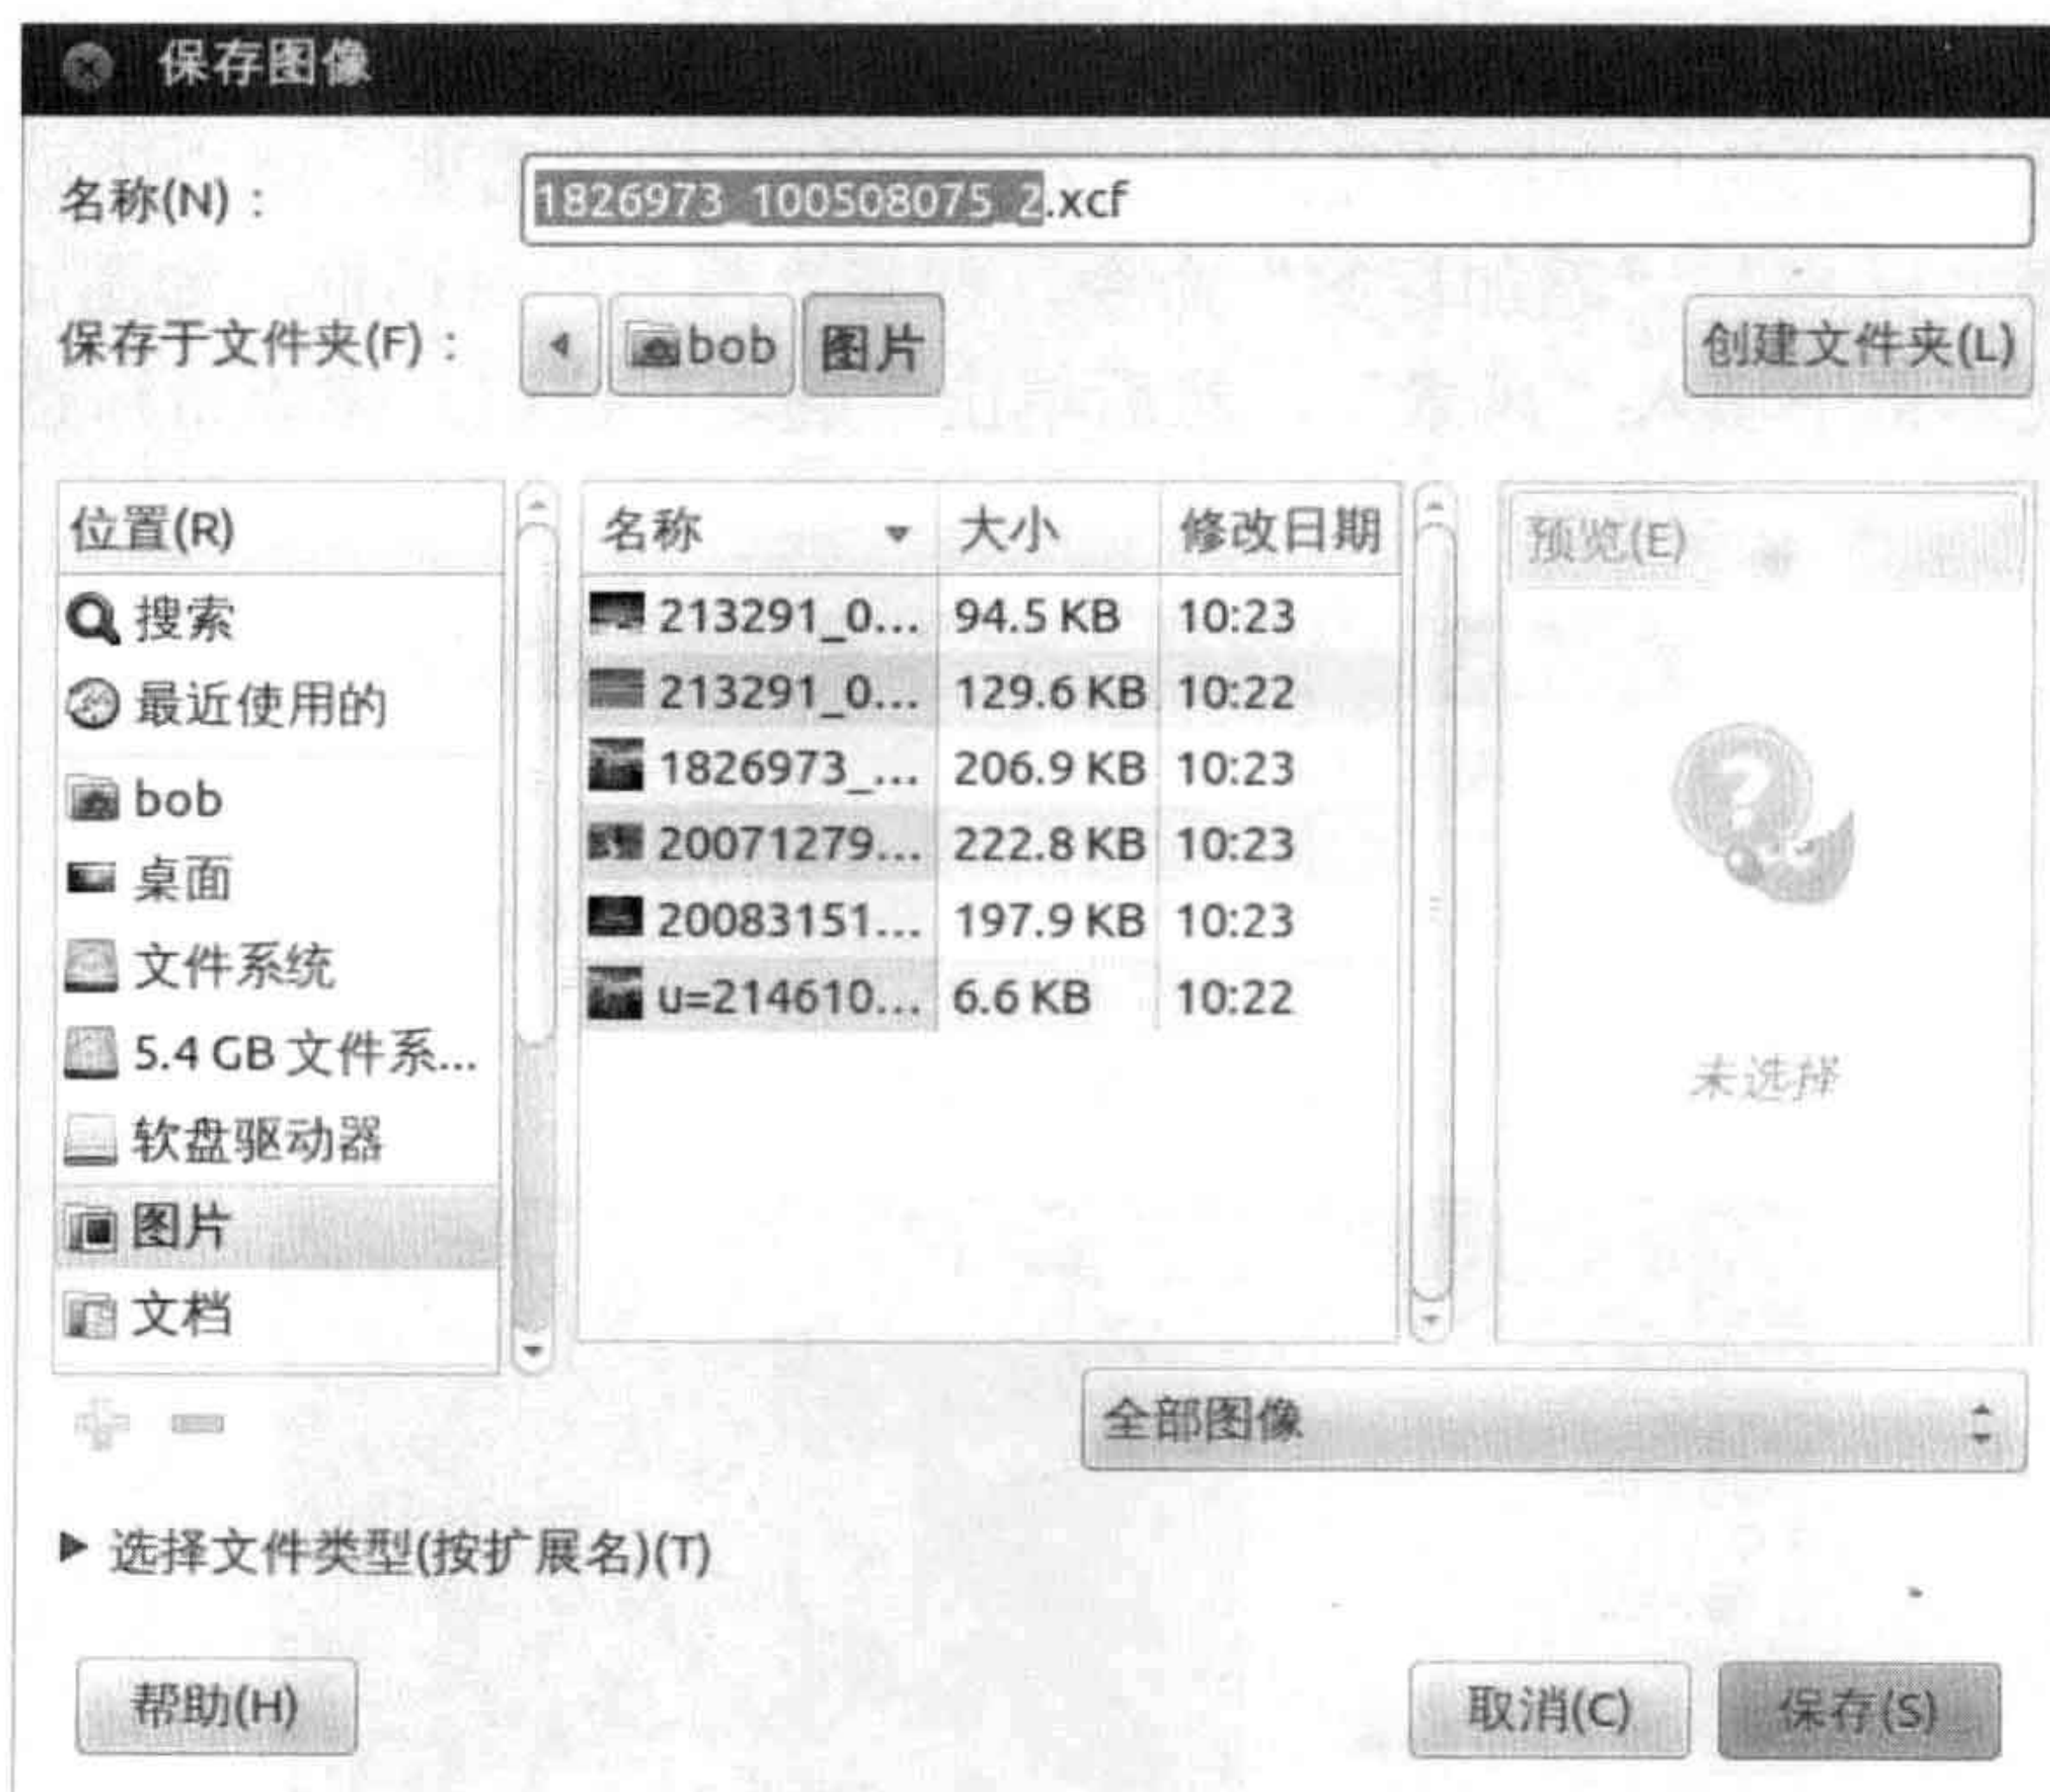 保存图像
名称(N)：
1826973_100508075_2.xcf
保存于文件夹(F)：
bob
图片
创建文件夹(L)
位置(R)
搜索
最近使用的
bob
桌面
文件系统
5.4 GB 文件系...
软盘驱动器
图片
文档
名称 大小 修改日期
213291_0... 94.5 KB 10:23
213291_0... 129.6 KB 10:22
1826973_... 206.9 KB 10:23
20071279... 222.8 KB 10:23
20083151... 197.9 KB 10:23
u=214610... 6.6 KB 10:22
预览(E)
未选择
全部图像
选择文件类型(按扩展名)(T)
帮助(H)
取消(C)
保存(S)